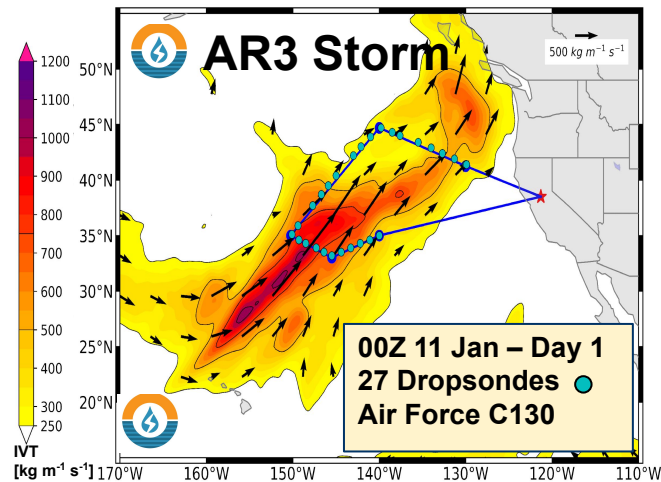 AR3 Storm
500 kg m⁻¹ s⁻¹
1200
1100
1000
900
800
700
600
500
400
300
250
IVT
[kg m⁻¹ s⁻¹]
50°N
45°N
40°N
35°N
30°N
25°N
20°N
170°W 160°W 150°W 140°W 130°W 120°W 110°W
00Z 11 Jan – Day 1
27 Dropsondes
Air Force C130